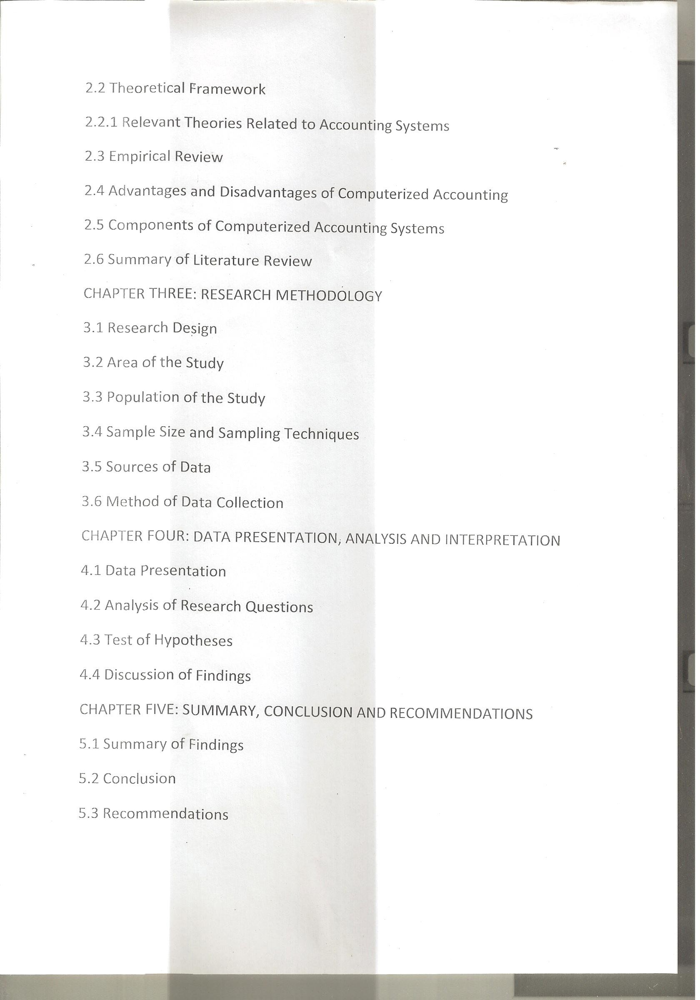 2.2 Theoretical Framework
2.2.1 Relevant Theories Related to Accounting Systems
2.3 Empirical Review
2.4 Advantages and Disadvantages of Computerized Accounting
2.5 Components of Computerized Accounting Systems
2.6 Summary of Literature Review
CHAPTER THREE: RESEARCH METHODOLOGY
3.1 Research Design
3.2 Area of the Study
3.3 Population of the Study
3.4 Sample Size and Sampling Techniques
3.5 Sources of Data
3.6 Method of Data Collection
CHAPTER FOUR: DATA PRESENTATION, ANALYSIS AND INTERPRETATION
4.1 Data Presentation
4.2 Analysis of Research Questions
4.3 Test of Hypotheses
4.4 Discussion of Findings
CHAPTER FIVE: SUMMARY, CONCLUSION AND RECOMMENDATIONS
5.1 Summary of Findings
5.2 Conclusion
5.3 Recommendations